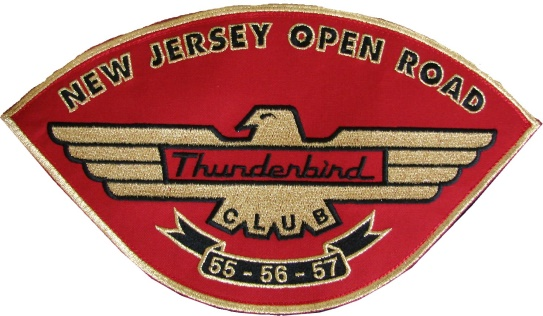 NEW JERSEY OPEN ROAD
Thunderbird
CLUB
55 - 56 - 57